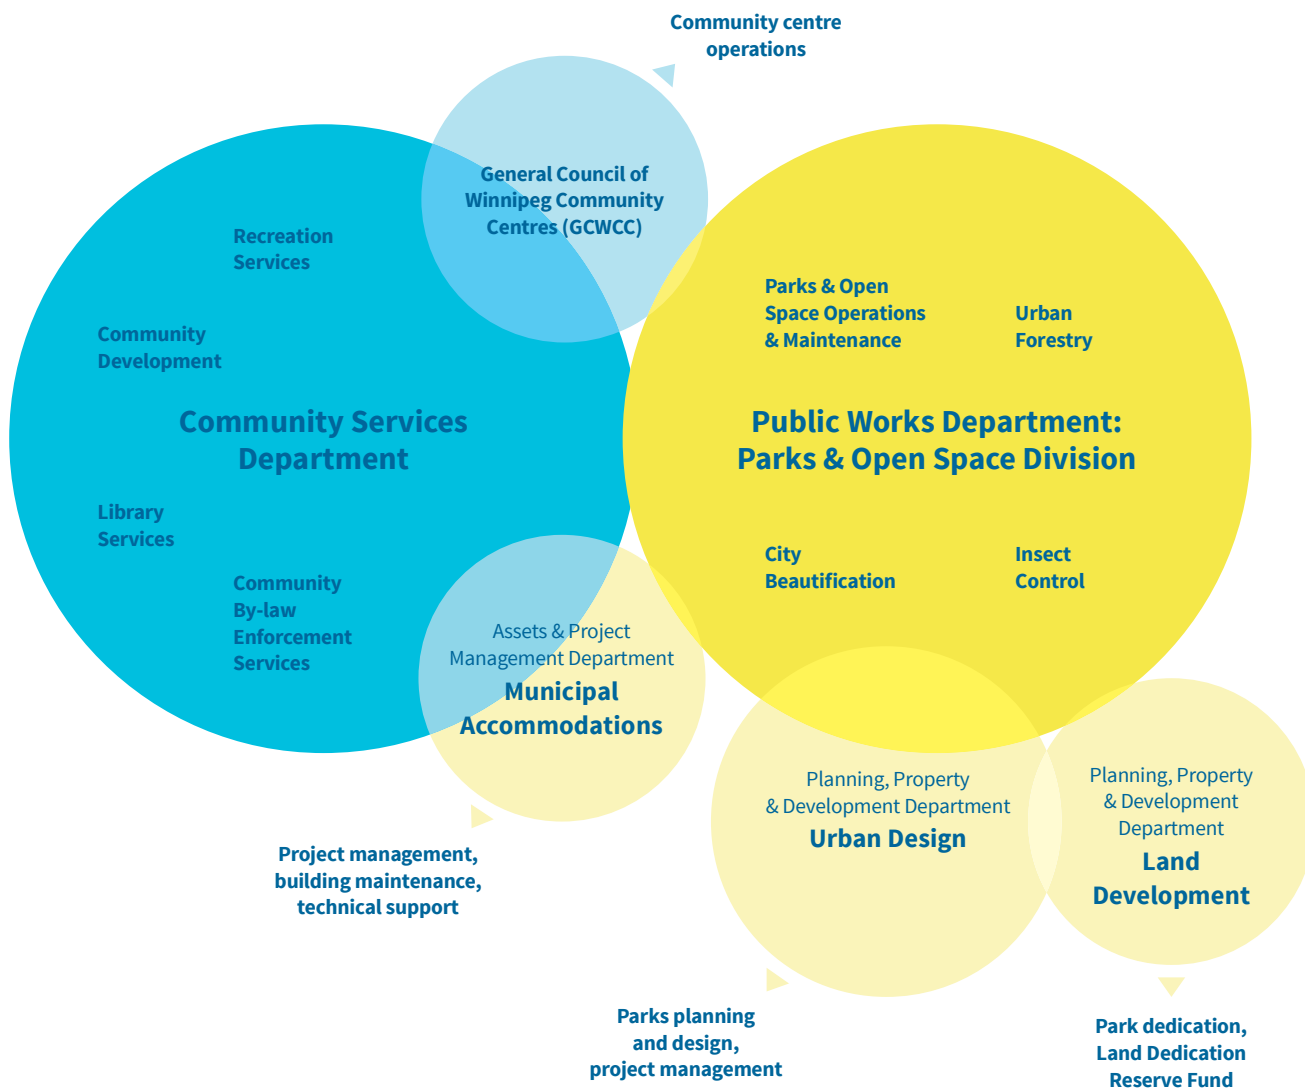 Community centre
operations
General Council of
Winnipeg Community
Centres (GCWCC)
Recreation
Services
Community
Development
Community Services
Department
Library
Services
Community
By-law
Enforcement
Services
Parks & Open
Space Operations
& Maintenance
Urban
Forestry
Public Works Department:
Parks & Open Space Division
City
Beautification
Insect
Control
Assets & Project
Management Department
Municipal
Accommodations
Project management,
building maintenance,
technical support
Planning, Property
& Development Department
Urban Design
Planning, Property
& Development
Department
Land
Development
Parks planning
and design,
project management
Park dedication,
Land Dedication
Reserve Fund